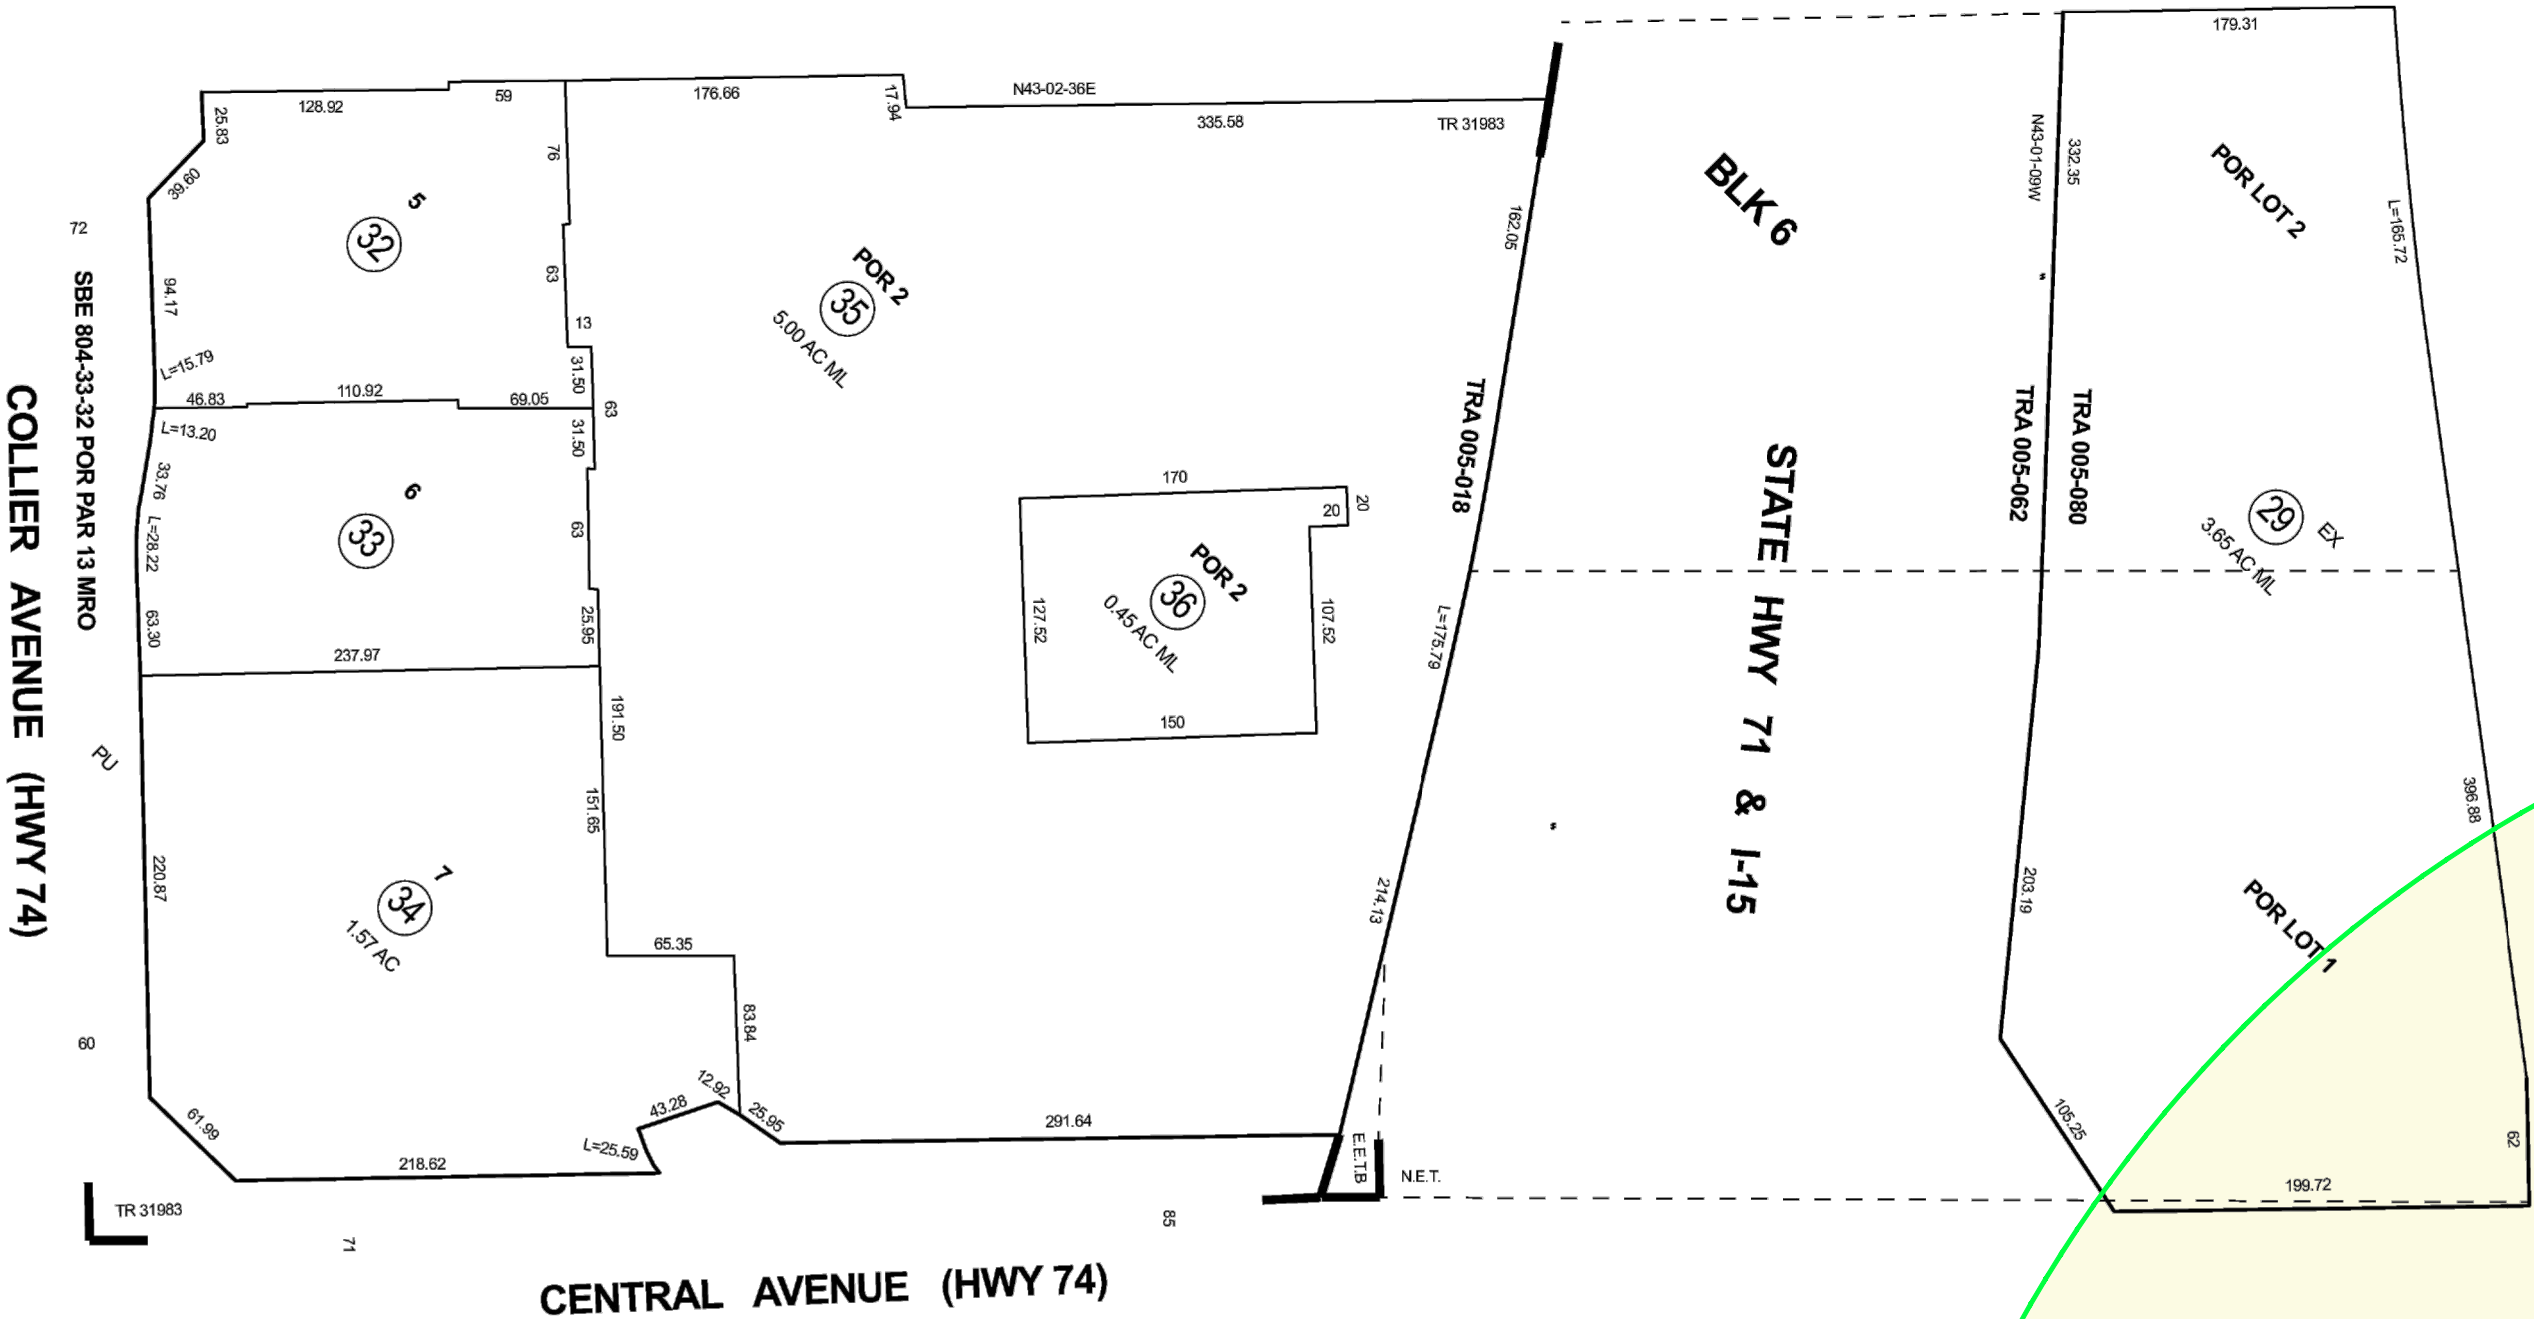 179.31
128.92
59
176.66
17.94
N43-02-36E
335.58
TR 31983
25.83
39.60
76
5
32
72
94.17
63
13
L=15.79
31.50
46.83
110.92
69.05
63
SBE 804-33-32 POR PAR 13 MRO
COLLIER AVENUE (HWY 74)
L=13.20
33.76
31.50
6
33
L=28.22
63
63.30
25.95
237.97
191.50
PU
151.65
7
34
1.57 AC
220.87
65.35
83.84
60
61.99
218.62
L=25.59
43.28
12.92
25.95
291.64
TR 31983
71
85
CENTRAL AVENUE (HWY 74)
POR 2
35
5.00 AC ML
170
20
20
POR 2
36
0.45 AC ML
127.52
107.52
150
162.05
TRA 005-018
L=175.79
214.13
E.E.T.B
N.E.T.
BLK 6
STATE HWY 71 & I-15
N43-01-09W
332.35
TRA 005-062
TRA 005-080
POR LOT 2
L=165.72
29
EX
3.65 AC ML
396.88
203.19
POR LOT 1
105.25
62
199.72